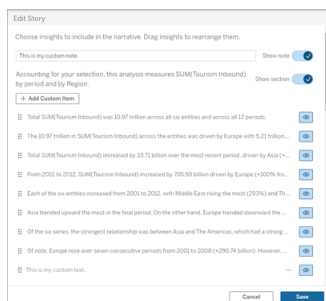 Edit Story
Choose insights to include in the narrative. Drag insights to rearrange them.
This is my custom note.
Show note
Accounting for your selection, this analysis measures SUM(Tourism Inbound)
by period and by Region.
Show section
+ Add Custom Item
Total SUM(Tourism Inbound) was 10.97 trillion across all six entities and across all 12 periods.
The 10.97 trillion in SUM(Tourism Inbound) across the entities was driven by Europe with 5.21 trillion...
Total SUM(Tourism Inbound) increased by 33.71 billion over the most recent period, driven by Asia (+...
From 2001 to 2012, SUM(Tourism Inbound) increased by 705.93 billion driven by Europe (+100% fro...
Each of the six entities increased from 2001 to 2012, with Middle East rising the most (293%) and Th...
Asia trended upward the most in the final period. On the other hand, Europe trended downward the ...
Of the six series, the strongest relationship was between Asia and The Americas, which had a strong...
Of note, Europe rose over seven consecutive periods from 2001 to 2008 (+290.74 billion). However, ...
This is my custom text.
Cancel
Save